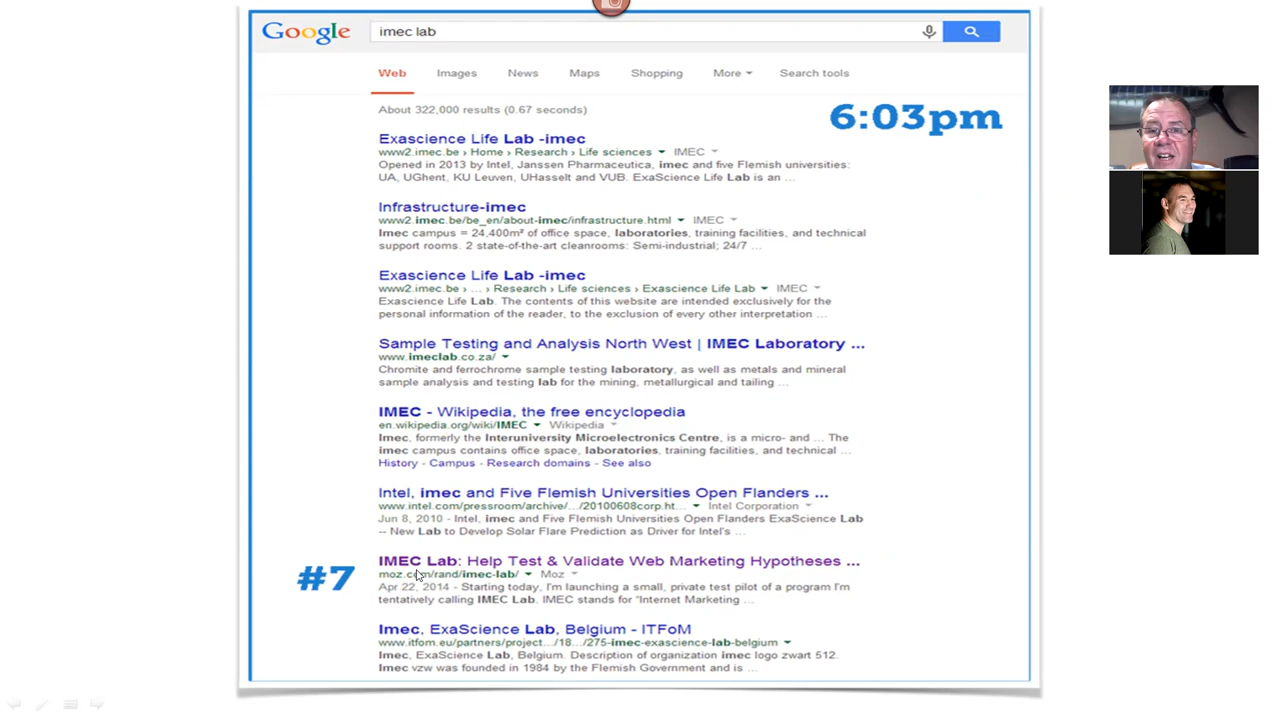 Google
imec lab
Web Images News Maps Shopping More Search tools
About 322,000 results (0.67 seconds)
6:03pm
Exascience Life Lab -imec
www2.imec.be › Home › Research › Life sciences IMEC
Opened in 2013 by Intel, Janssen Pharmaceutica, imec and five Flemish universities:
UA, UGhent, KU Leuven, UHasselt and VUB. ExaScience Life Lab is an ...
Infrastructure-imec
www2.imec.be/be_en/about-imec/infrastructure.html IMEC
Imec campus = 24,400m² of office space, laboratories, training facilities, and technical
support rooms. 2 state-of-the-art cleanrooms: Semi-industrial; 24/7 ...
Exascience Life Lab -imec
www2.imec.be › ... › Research › Life sciences › Exascience Life Lab IMEC
Exascience Life Lab. The contents of this website are intended exclusively for the
personal information of the reader, to the exclusion of every other interpretation ...
Sample Testing and Analysis North West | IMEC Laboratory ...
www.imeclab.co.za/
Chromite and ferrochrome sample testing laboratory, as well as metals and mineral
sample analysis and testing lab for the mining, metallurgical and tailing ...
IMEC - Wikipedia, the free encyclopedia
en.wikipedia.org/wiki/IMEC Wikipedia
Imec, formerly the Interuniversity Microelectronics Centre, is a micro- and ... The
imec campus contains office space, laboratories, training facilities, and technical ...
History - Campus - Research domains - See also
Intel, imec and Five Flemish Universities Open Flanders ...
www.intel.com/pressroom/archive/.../20100608corp.ht... Intel Corporation
Jun 8, 2010 - Intel, imec and Five Flemish Universities Open Flanders ExaScience Lab
-- New Lab to Develop Solar Flare Prediction as Driver for Intel's ...
#7
IMEC Lab: Help Test & Validate Web Marketing Hypotheses ...
moz.com/rand/imec-lab/ Moz
Apr 22, 2014 - Starting today, I'm launching a small, private test pilot of a program I'm
tentatively calling IMEC Lab. IMEC stands for "Internet Marketing ...
Imec, ExaScience Lab, Belgium - ITFoM
www.itfom.eu/partners/project.../18.../275-imec-exascience-lab-belgium
Imec, ExaScience Lab, Belgium. Description of organization imec logo zwart 512.
Imec vzw was founded in 1984 by the Flemish Government and is ...